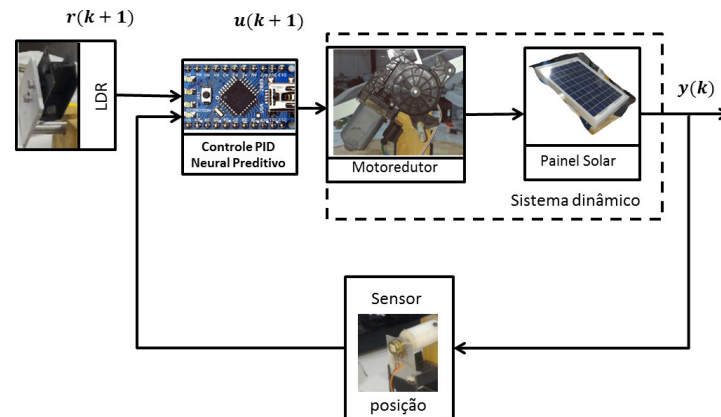 r(k + 1)
u(k + 1)
LDR
Controle PID
Neural Preditivo
Motoredutor
Painel Solar
y(k)
Sistema dinâmico
Sensor
posição